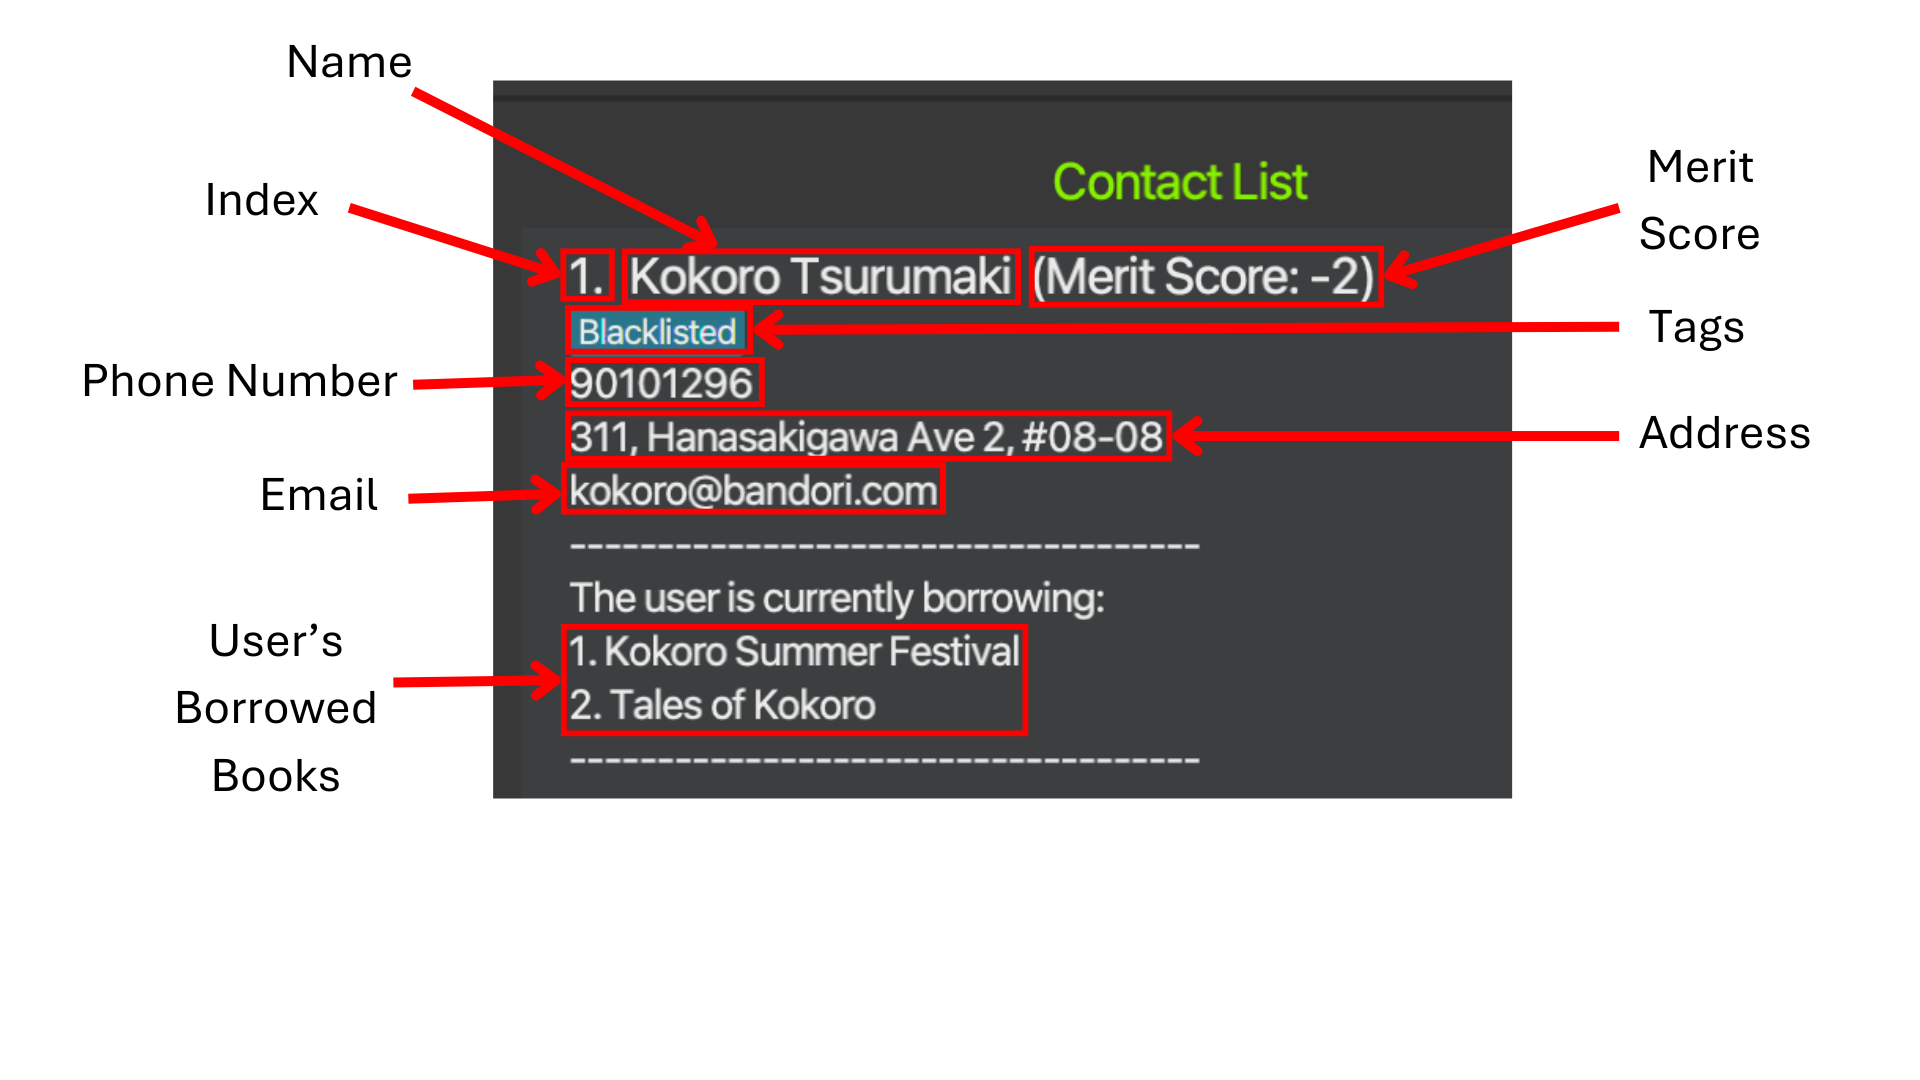 Name
Index
Phone Number
Email
User’s
Borrowed
Books
Contact List
1. Kokoro Tsurumaki (Merit Score: -2)
Blacklisted
90101296
311, Hanasakigawa Ave 2, #08-08
kokoro@bandori.com
------------------------------------
The user is currently borrowing:
1. Kokoro Summer Festival
2. Tales of Kokoro
------------------------------------
Merit
Score
Tags
Address